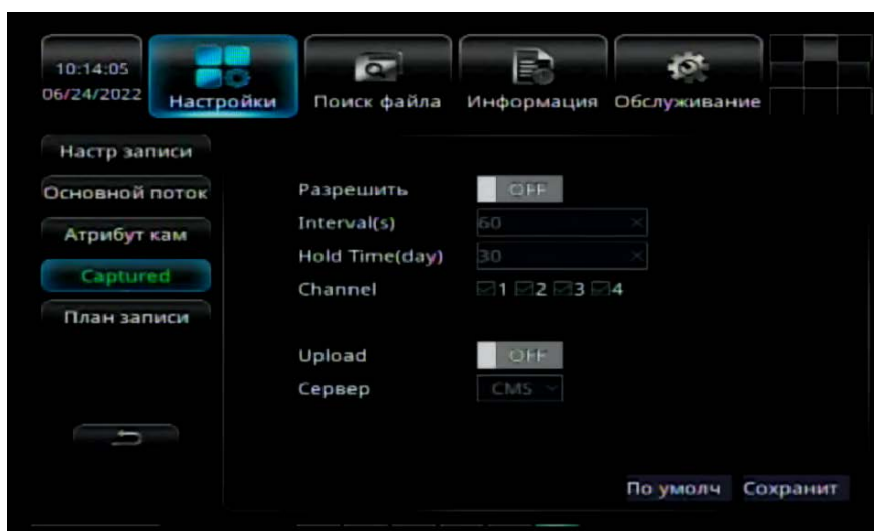 10:14:05
06/24/2022
Настройки
Поиск файла
Информация
Обслуживание
Настр записи
Основной поток
Атрибут кам
Captured
План записи
Разрешить OFF
Interval(s) 60
Hold Time(day) 30
Channel 1 2 3 4
Upload OFF
Сервер CMS
По умолч Сохранит